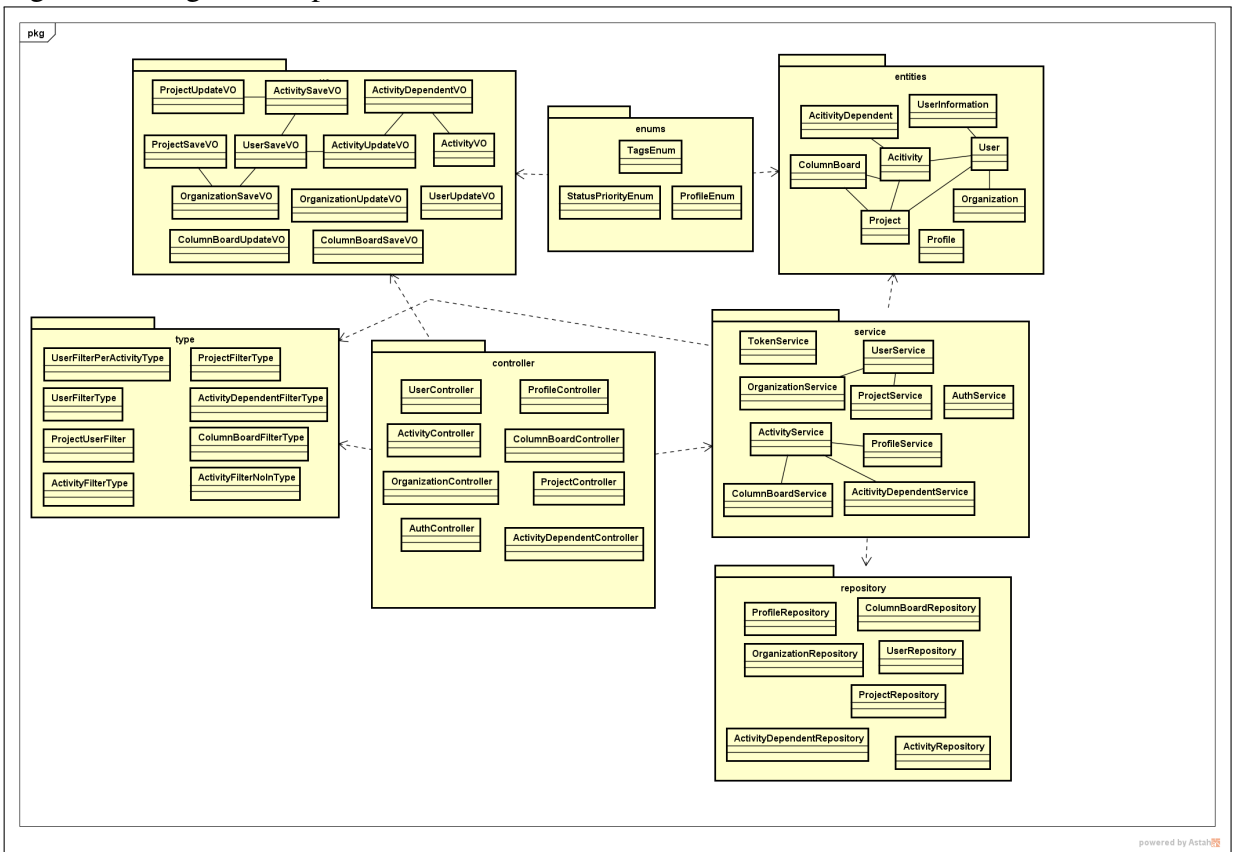 pkg
ProjectUpdateVO
ActivitySaveVO
ActivityDependentVO
ProjectSaveVO
UserSaveVO
ActivityUpdateVO
ActivityVO
OrganizationSaveVO
OrganizationUpdateVO
UserUpdateVO
ColumnBoardUpdateVO
ColumnBoardSaveVO
enums
TagsEnum
StatusPriorityEnum
ProfileEnum
entities
AcitivityDependent
UserInformation
User
Acitivity
ColumnBoard
Organization
Project
Profile
type
UserFilterPerActivityType
ProjectFilterType
UserFilterType
ActivityDependentFilterType
ProjectUserFilter
ColumnBoardFilterType
ActivityFilterType
ActivityFilterNoInType
controller
UserController
ProfileController
ActivityController
ColumnBoardController
OrganizationController
ProjectController
AuthController
ActivityDependentController
service
TokenService
UserService
OrganizationService
ProjectService
AuthService
ActivityService
ProfileService
ColumnBoardService
AcitivityDependentService
repository
ProfileRepository
ColumnBoardRepository
OrganizationRepository
UserRepository
ProjectRepository
ActivityDependentRepository
ActivityRepository
powered by Astah